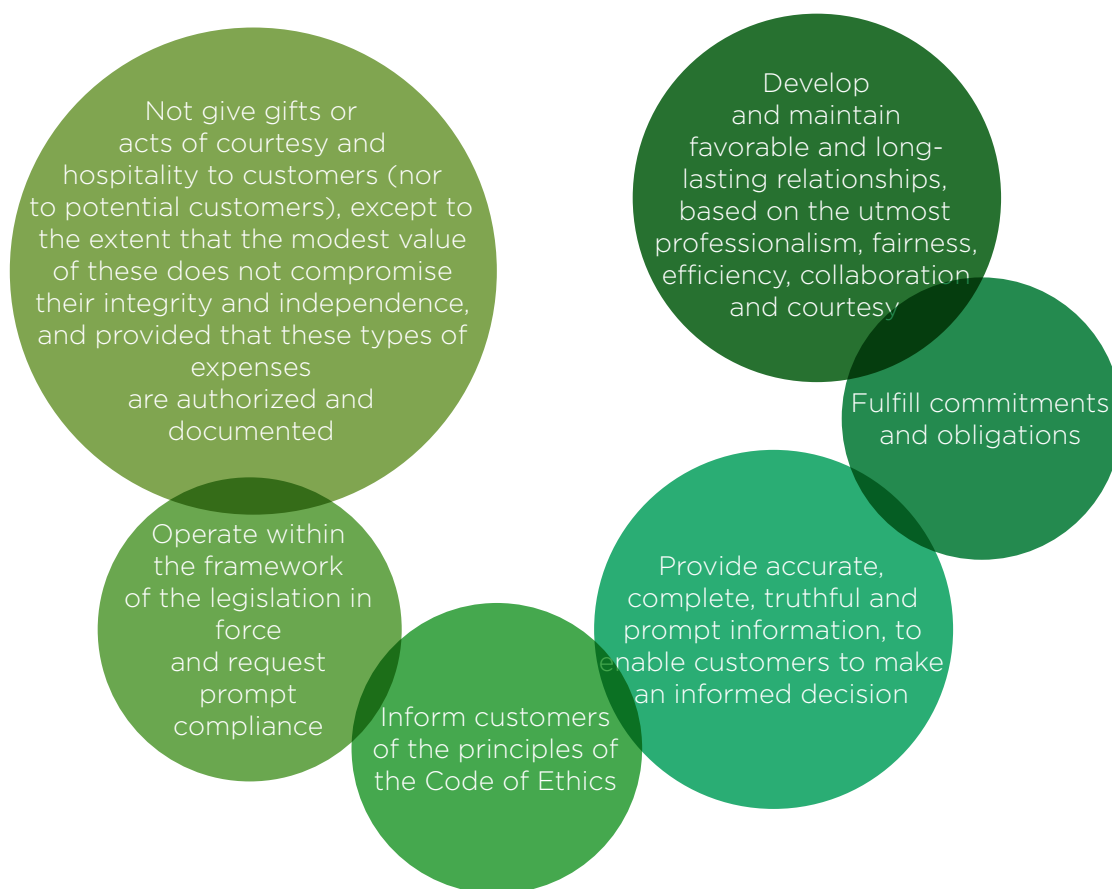 Not give gifts or
acts of courtesy and
hospitality to customers (nor
to potential customers), except to
the extent that the modest value
of these does not compromise
their integrity and independence,
and provided that these types of
expenses
are authorized and
documented
Operate within
the framework
of the legislation in
force
and request
prompt
compliance
Inform customers
of the principles of
the Code of Ethics
Provide accurate,
complete, truthful and
prompt information, to
enable customers to make
an informed decision
Fulfill commitments
and obligations
Develop
and maintain
favorable and long-
lasting relationships,
based on the utmost
professionalism, fairness,
efficiency, collaboration
and courtesy